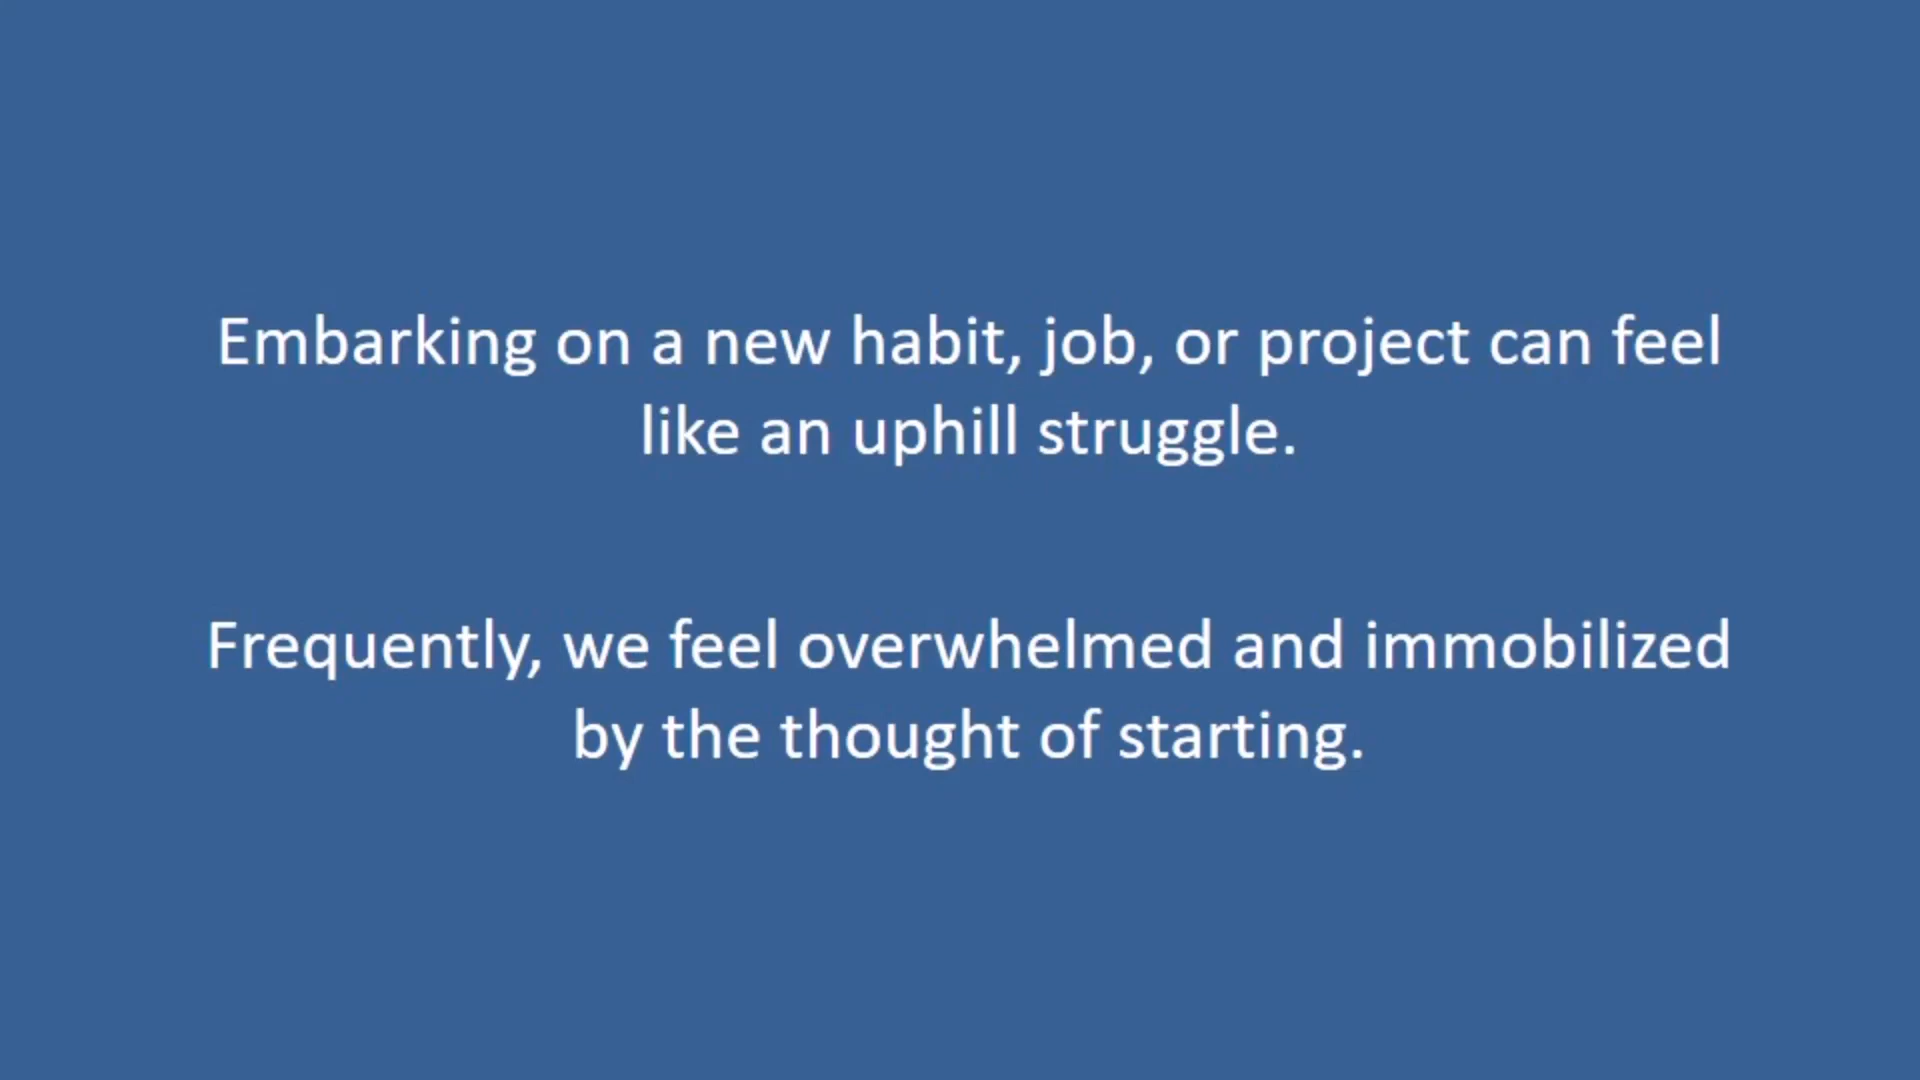 Embarking on a new habit, job, or project can feel
like an uphill struggle.
Frequently, we feel overwhelmed and immobilized
by the thought of starting.